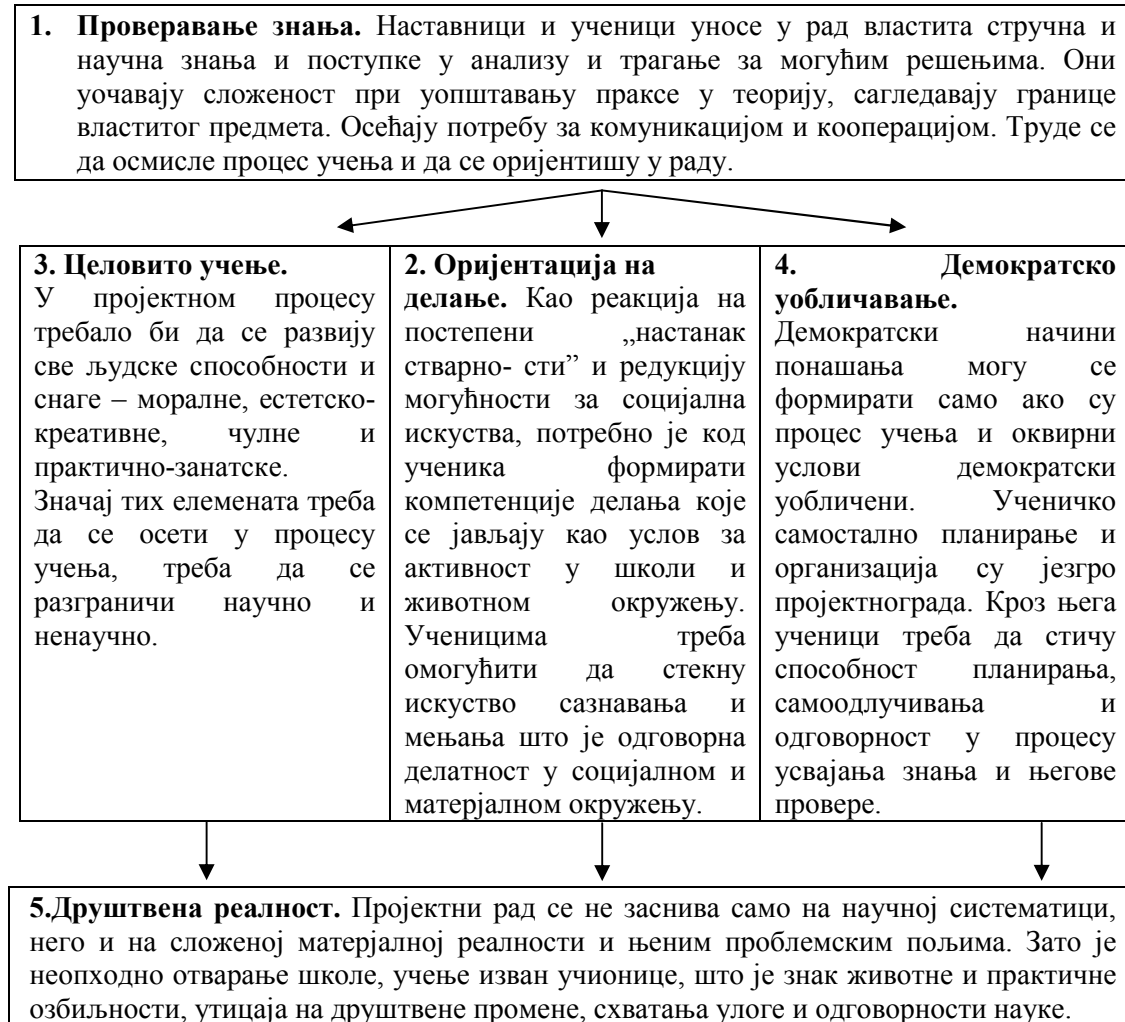 1. Проверавање знања. Наставници и ученици уносе у рад властита стручна и
научна знања и поступке у анализу и трагање за могућим решењима. Они
уочавају сложеност при уопштавању праксе у теорију, сагледавају границе
властитог предмета. Осећају потребу за комуникацијом и кооперацијом. Труде се
да осмисле процес учења и да се оријентишу у раду.
3. Целовито учење.
У пројектном процесу
требало би да се развију
све људске способности и
снаге – моралне, естетско-
креативне, чулне и
практично-занатске.
Значај тих елемената треба
да се осети у процесу
учења, треба да се
разграничи научно и
ненаучно.
2. Оријентација на
делање. Као реакција на
постепени „настанак
стварно- сти” и редукцију
могућности за социјална
искуства, потребно је код
ученика формирати
компетенције делања које
се јављају као услов за
активност у школи и
животном окружењу.
Ученицима треба
омогућити да стекну
искуство сазнавања и
мењања што је одговорна
делатност у социјалном и
матерјалном окружењу.
4. Демократско
уобличавање.
Демократски начини
понашања могу се
формирати само ако су
процес учења и оквирни
услови демократски
уобличени. Ученичко
самостално планирање и
организација су језгро
пројектнограда. Кроз њега
ученици треба да стичу
способност планирања,
самоодлучивања и
одговорност у процесу
усвајања знања и његове
провере.
5.Друштвена реалност. Пројектни рад се не заснива само на научној систематици,
него и на сложеној матерјалној реалности и њеним проблемским пољима. Зато је
неопходно отварање школе, учење изван учионице, што је знак животне и практичне
озбиљности, утицаја на друштвене промене, схватања улоге и одговорности науке.